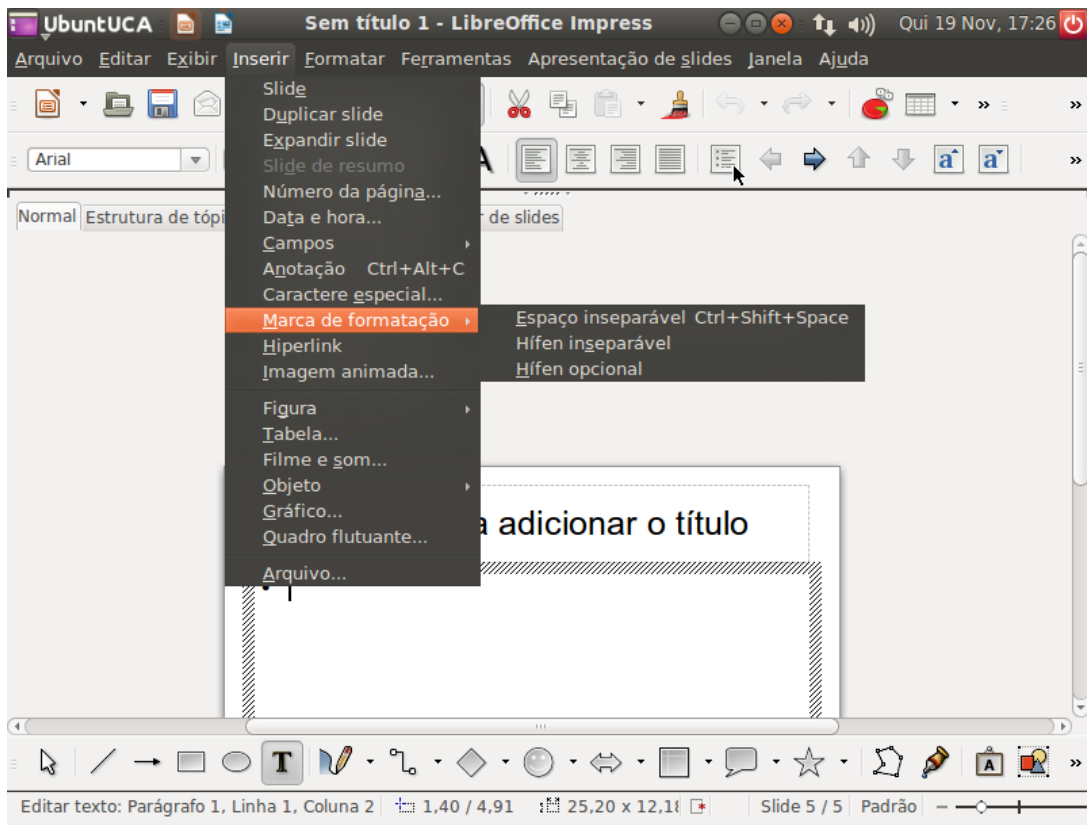 UbuntUCA Sem título 1 - LibreOffice Impress Qui 19 Nov, 17:26
Arquivo Editar Exibir Inserir Formatar Ferramentas Apresentação de slides Janela Ajuda
Slide
Duplicar slide
Expandir slide
Slide de resumo
Número da página...
Data e hora...
Campos
Anotação Ctrl+Alt+C
Caractere especial...
Marca de formatação
Hiperlink
Imagem animada...
Figura
Tabela...
Filme e som...
Objeto
Gráfico...
Quadro flutuante...
Arquivo...
Espaço inseparável Ctrl+Shift+Space
Hífen inseparável
Hífen opcional
Arial
Normal Estrutura de tópi
de slides
a adicionar o título
Editar texto: Parágrafo 1, Linha 1, Coluna 2 1,40 / 4,91 25,20 x 12,18 Slide 5 / 5 Padrão